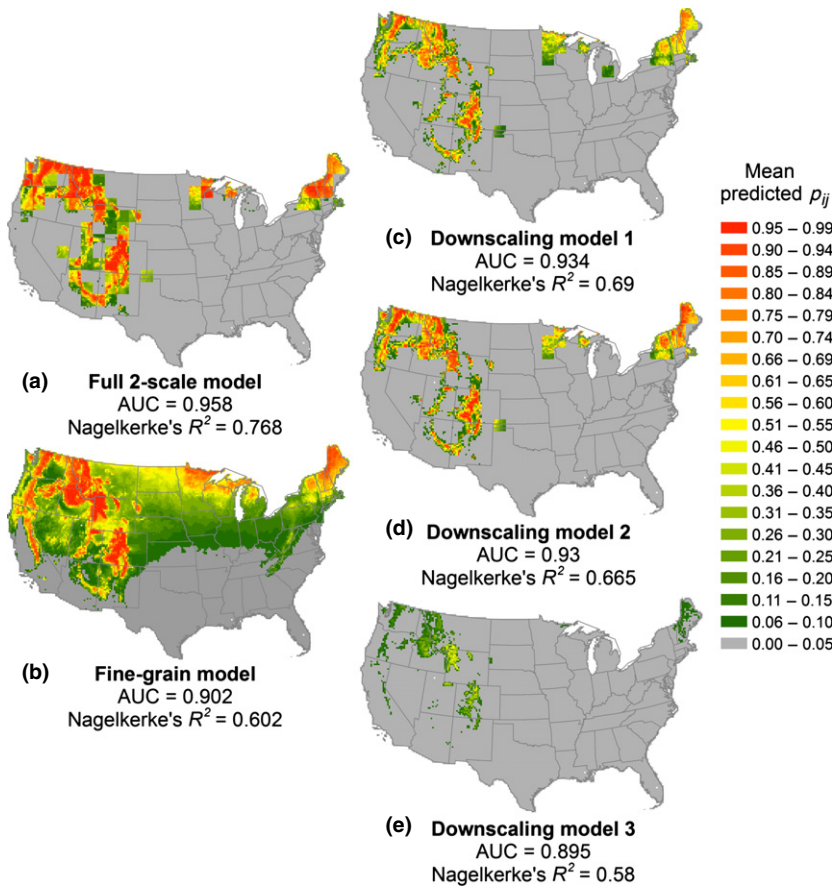 (a) Full 2-scale model
AUC = 0.958
Nagelkerke's R² = 0.768
(b) Fine-grain model
AUC = 0.902
Nagelkerke's R² = 0.602
(c) Downscaling model 1
AUC = 0.934
Nagelkerke's R² = 0.69
(d) Downscaling model 2
AUC = 0.93
Nagelkerke's R² = 0.665
(e) Downscaling model 3
AUC = 0.895
Nagelkerke's R² = 0.58
Mean
predicted pij
0.95 – 0.99
0.90 – 0.94
0.85 – 0.89
0.80 – 0.84
0.75 – 0.79
0.70 – 0.74
0.66 – 0.69
0.61 – 0.65
0.56 – 0.60
0.51 – 0.55
0.46 – 0.50
0.41 – 0.45
0.36 – 0.40
0.31 – 0.35
0.26 – 0.30
0.21 – 0.25
0.16 – 0.20
0.11 – 0.15
0.06 – 0.10
0.00 – 0.05